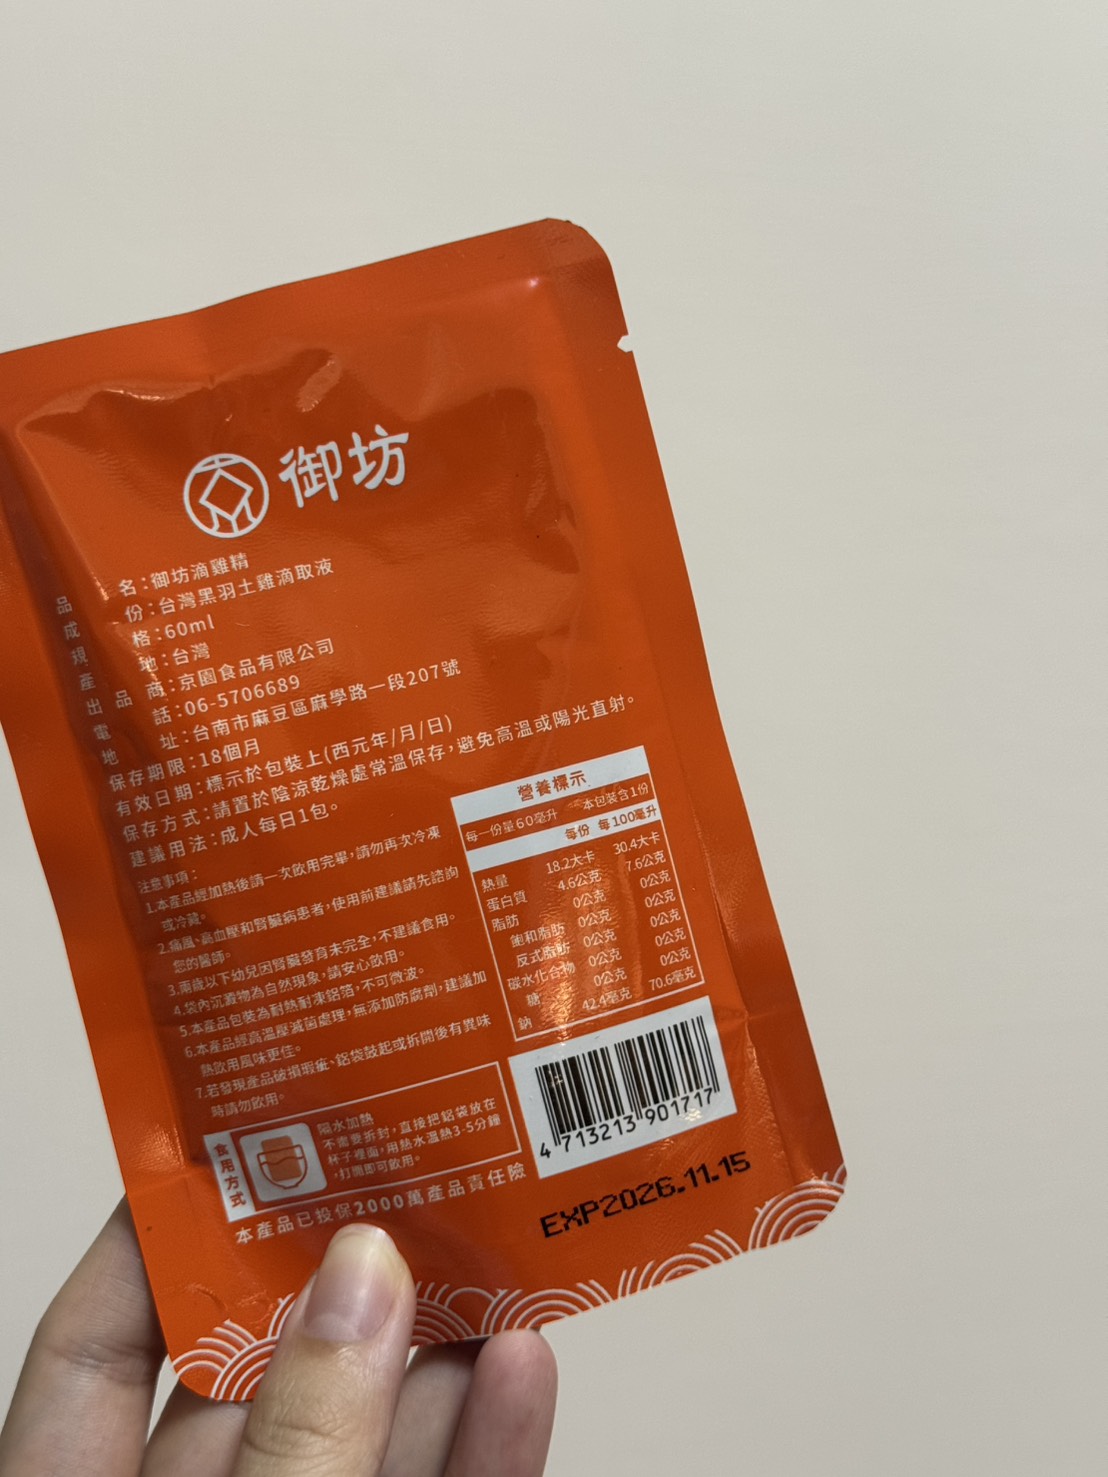 御坊
品名:御坊滴雞精
成份:台灣黑羽土雞滴取液
規格:60ml
產地:台灣
出品商:京園食品有限公司
電話:06-5706689
地址:台南市麻豆區麻學路一段207號
保存期限:18個月
有效日期:標示於包裝上(西元年/月/日)
保存方式:請置於陰涼乾燥處常溫保存,避免高溫或陽光直射。
建議用法:成人每日1包。
注意事項:
1.本產品經加熱後請一次飲用完畢,請勿再次冷凍
或冷藏。
2.痛風、高血壓和腎臟病患者,使用前建議請先諮詢
您的醫師。
3.兩歲以下幼兒因腎臟發育未完全,不建議食用。
4.袋內沉澱物為自然現象,請安心飲用。
5.本產品包裝為耐熱耐凍鋁箔,不可微波。
6.本產品經高溫壓滅菌處理,無添加防腐劑,建議加
熱飲用風味更佳。
7.若發現產品破損瑕疵、鋁袋鼓起或拆開後有異味
時請勿飲用。
營養標示
每一份量60毫升 本包裝含1份
每份 每100毫升
熱量 18.2大卡 30.4大卡
蛋白質 4.6公克 7.6公克
脂肪 0公克 0公克
飽和脂肪 0公克 0公克
反式脂肪 0公克 0公克
碳水化合物 0公克 0公克
糖 0公克 0公克
鈉 42.4毫克 70.6毫克
食用方式
隔水加熱
不需要拆封,直接把鋁袋放在
杯子裡面,用熱水溫熱3-5分鐘
,打開即可飲用。
4 713213 901717
本產品已投保2000萬產品責任險
EXP2026.11.15